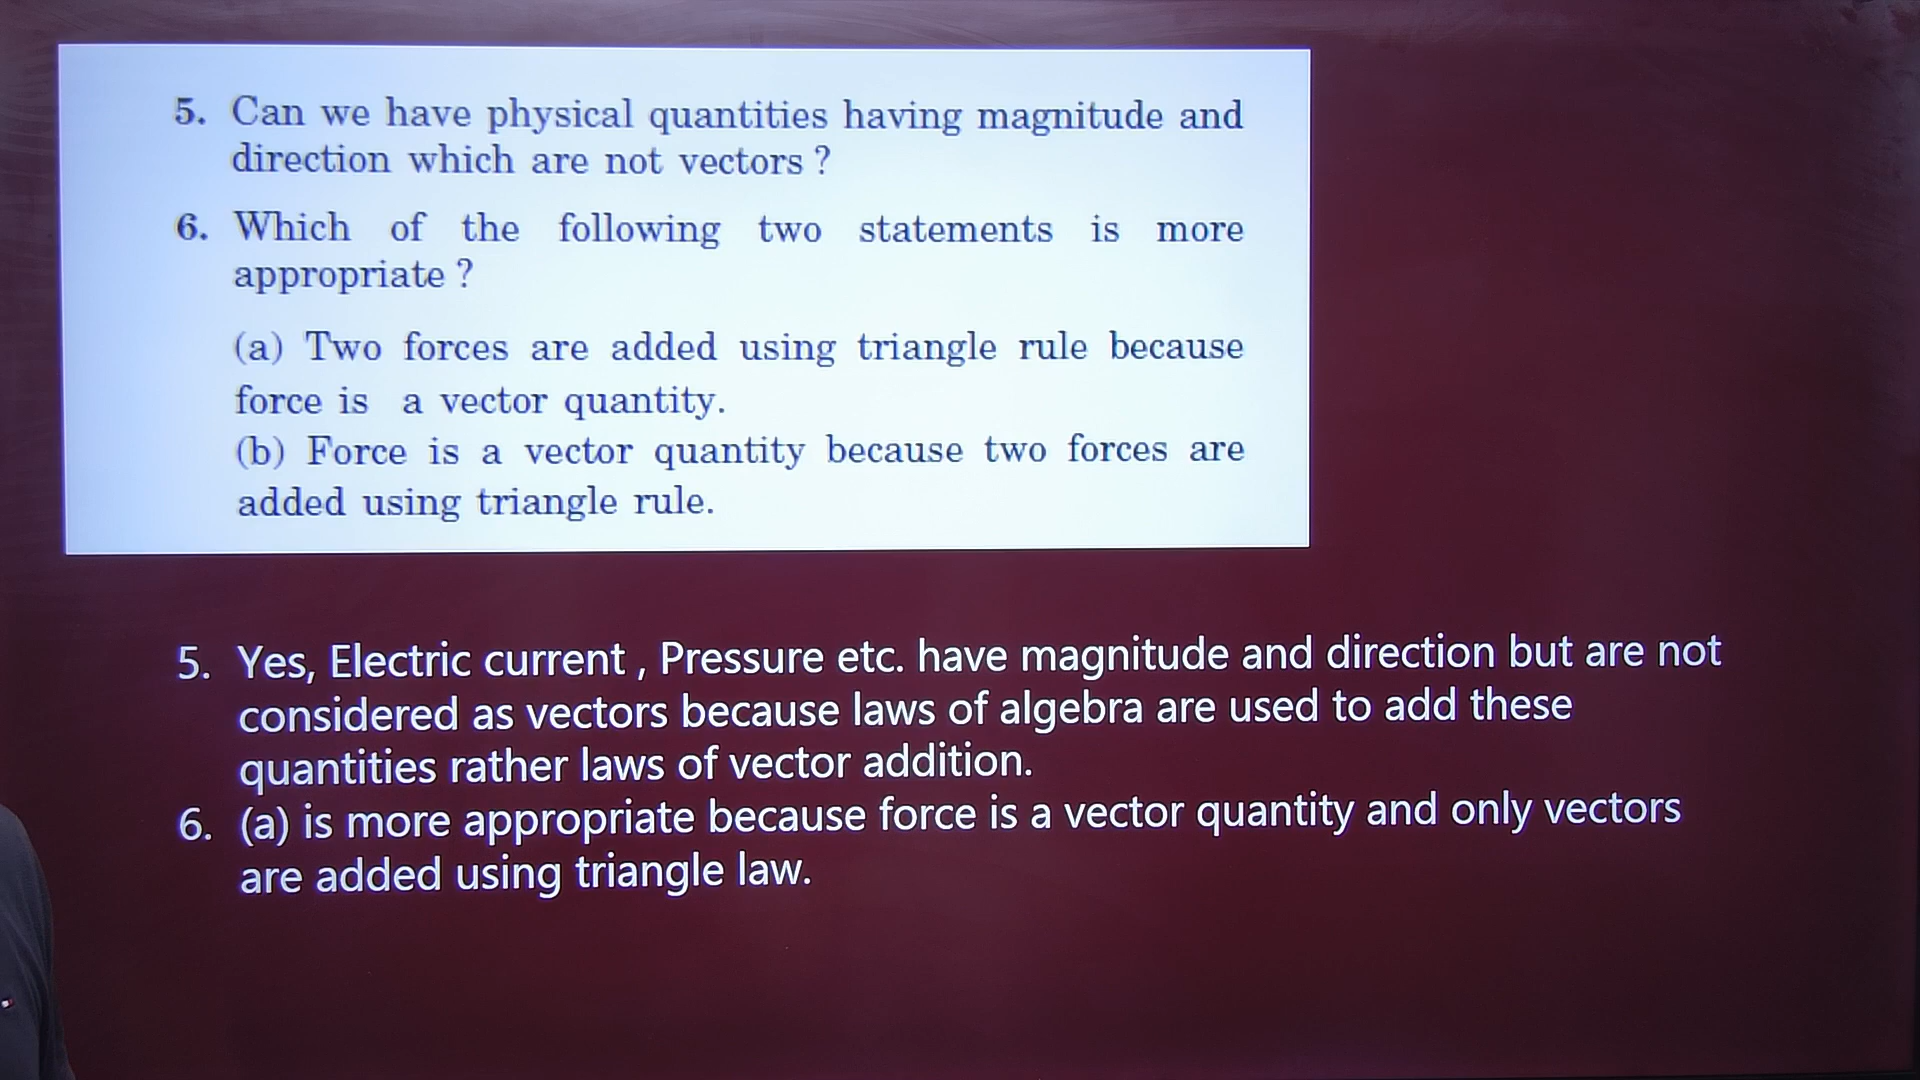 5. Can we have physical quantities having magnitude and
direction which are not vectors ?
6. Which of the following two statements is more
appropriate ?
(a) Two forces are added using triangle rule because
force is a vector quantity.
(b) Force is a vector quantity because two forces are
added using triangle rule.
5. Yes, Electric current , Pressure etc. have magnitude and direction but are not
considered as vectors because laws of algebra are used to add these
quantities rather laws of vector addition.
6. (a) is more appropriate because force is a vector quantity and only vectors
are added using triangle law.